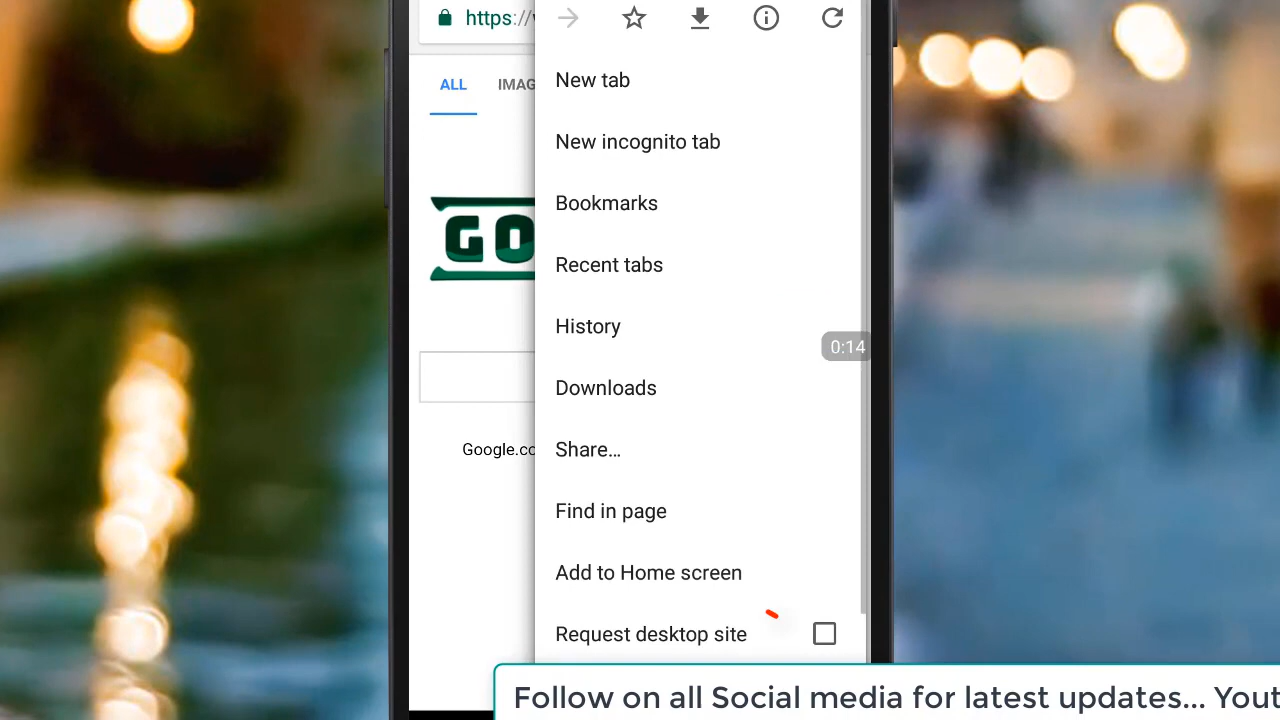 https://
ALL IMAG
GO
Google.co
New tab
New incognito tab
Bookmarks
Recent tabs
History
0:14
Downloads
Share...
Find in page
Add to Home screen
Request desktop site
Follow on all Social media for latest updates... Yout